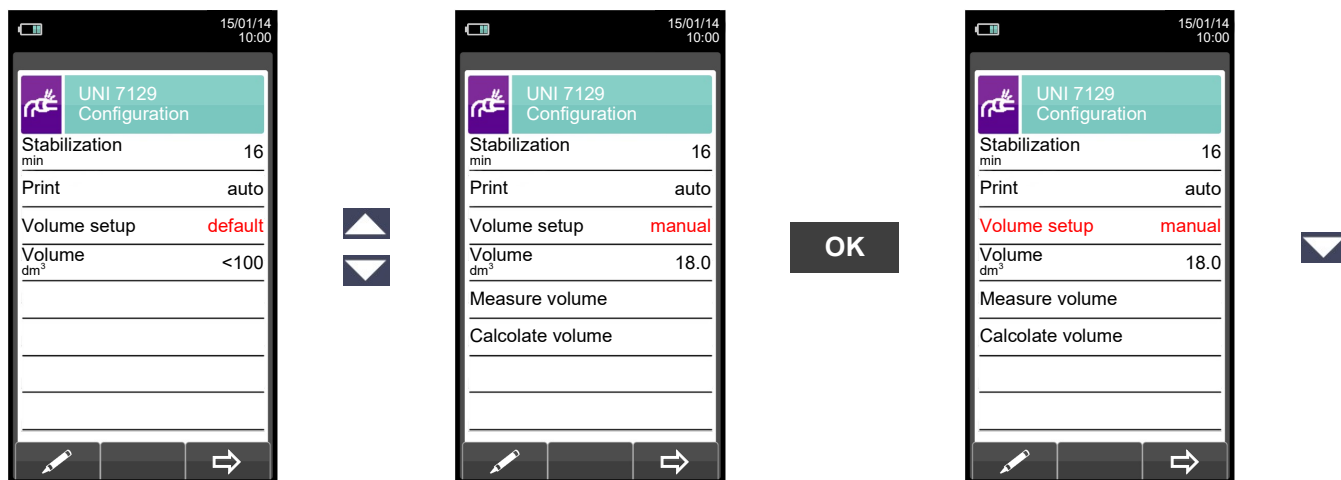 15/01/14
10:00
UNI 7129
Configuration
Stabilization
min
16
Print auto
Volume setup default
Volume
dm³
<100
15/01/14
10:00
UNI 7129
Configuration
Stabilization
min
16
Print auto
Volume setup manual
Volume
dm³
18.0
Measure volume
Calcolate volume
OK
15/01/14
10:00
UNI 7129
Configuration
Stabilization
min
16
Print auto
Volume setup manual
Volume
dm³
18.0
Measure volume
Calcolate volume